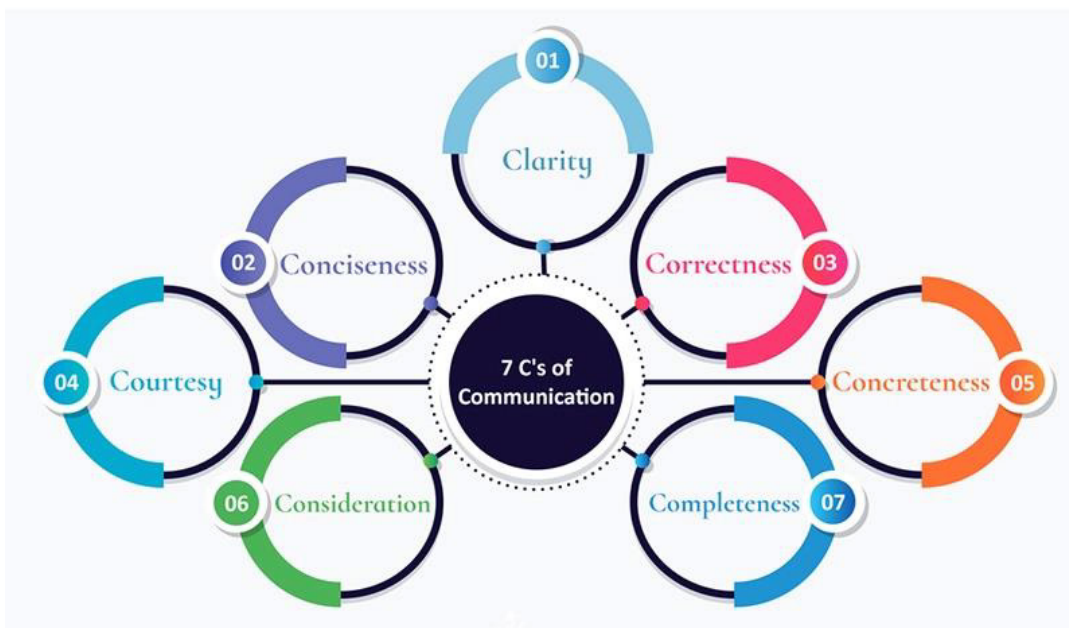 01
Clarity
02
Conciseness
Correctness
03
04
Courtesy
7 C's of
Communication
Concreteness
05
06
Consideration
Completeness
07